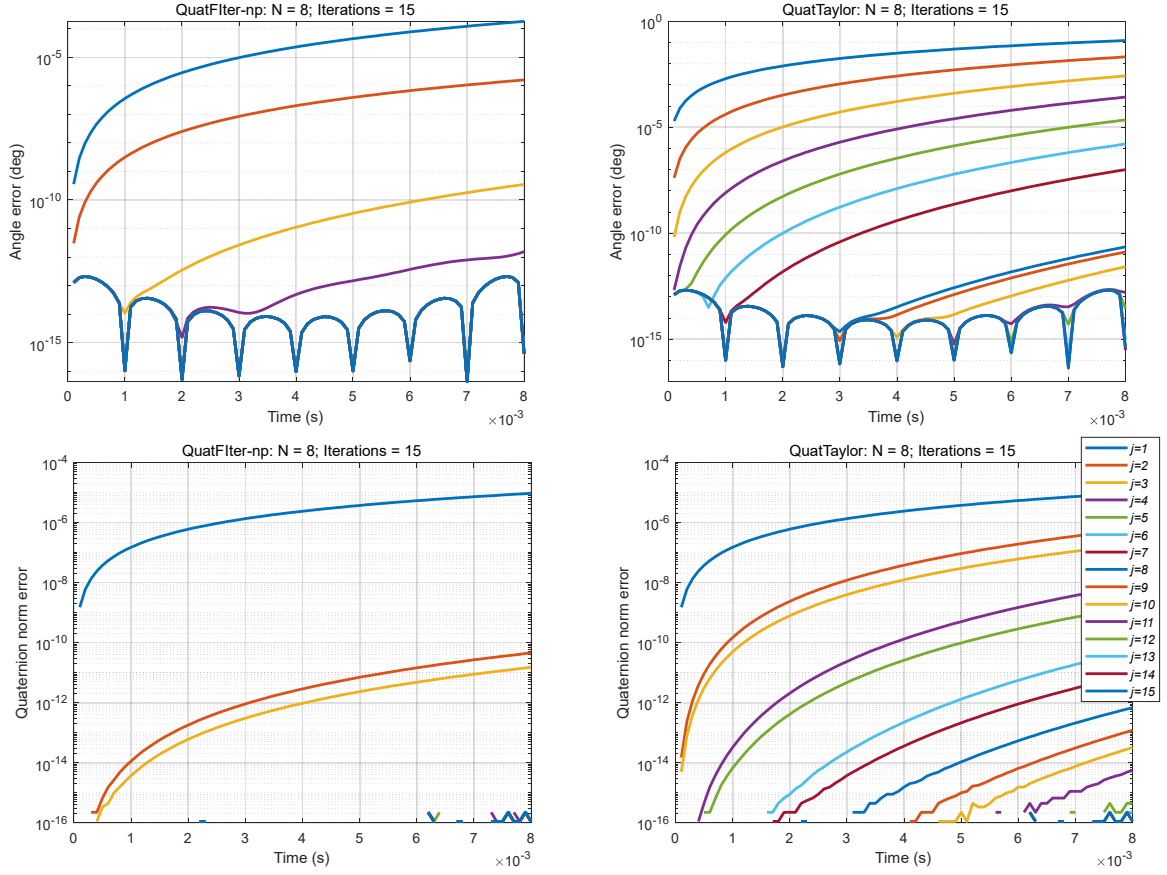 QuatFIter-np: N = 8; Iterations = 15
Angle error (deg)
10^-5
10^-10
10^-15
0 1 2 3 4 5 6 7 8
Time (s)
×10^-3
QuatTaylor: N = 8; Iterations = 15
Angle error (deg)
10^0
10^-5
10^-10
10^-15
0 1 2 3 4 5 6 7 8
Time (s)
×10^-3
QuatFIter-np: N = 8; Iterations = 15
Quaternion norm error
10^-4
10^-6
10^-8
10^-10
10^-12
10^-14
10^-16
0 1 2 3 4 5 6 7 8
Time (s)
×10^-3
QuatTaylor: N = 8; Iterations = 15
Quaternion norm error
10^-4
10^-6
10^-8
10^-10
10^-12
10^-14
10^-16
0 1 2 3 4 5 6 7 8
Time (s)
×10^-3
j=1
j=2
j=3
j=4
j=5
j=6
j=7
j=8
j=9
j=10
j=11
j=12
j=13
j=14
j=15